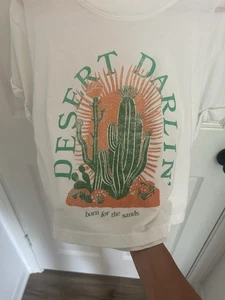 DESERT DARLIN'
born for the sands